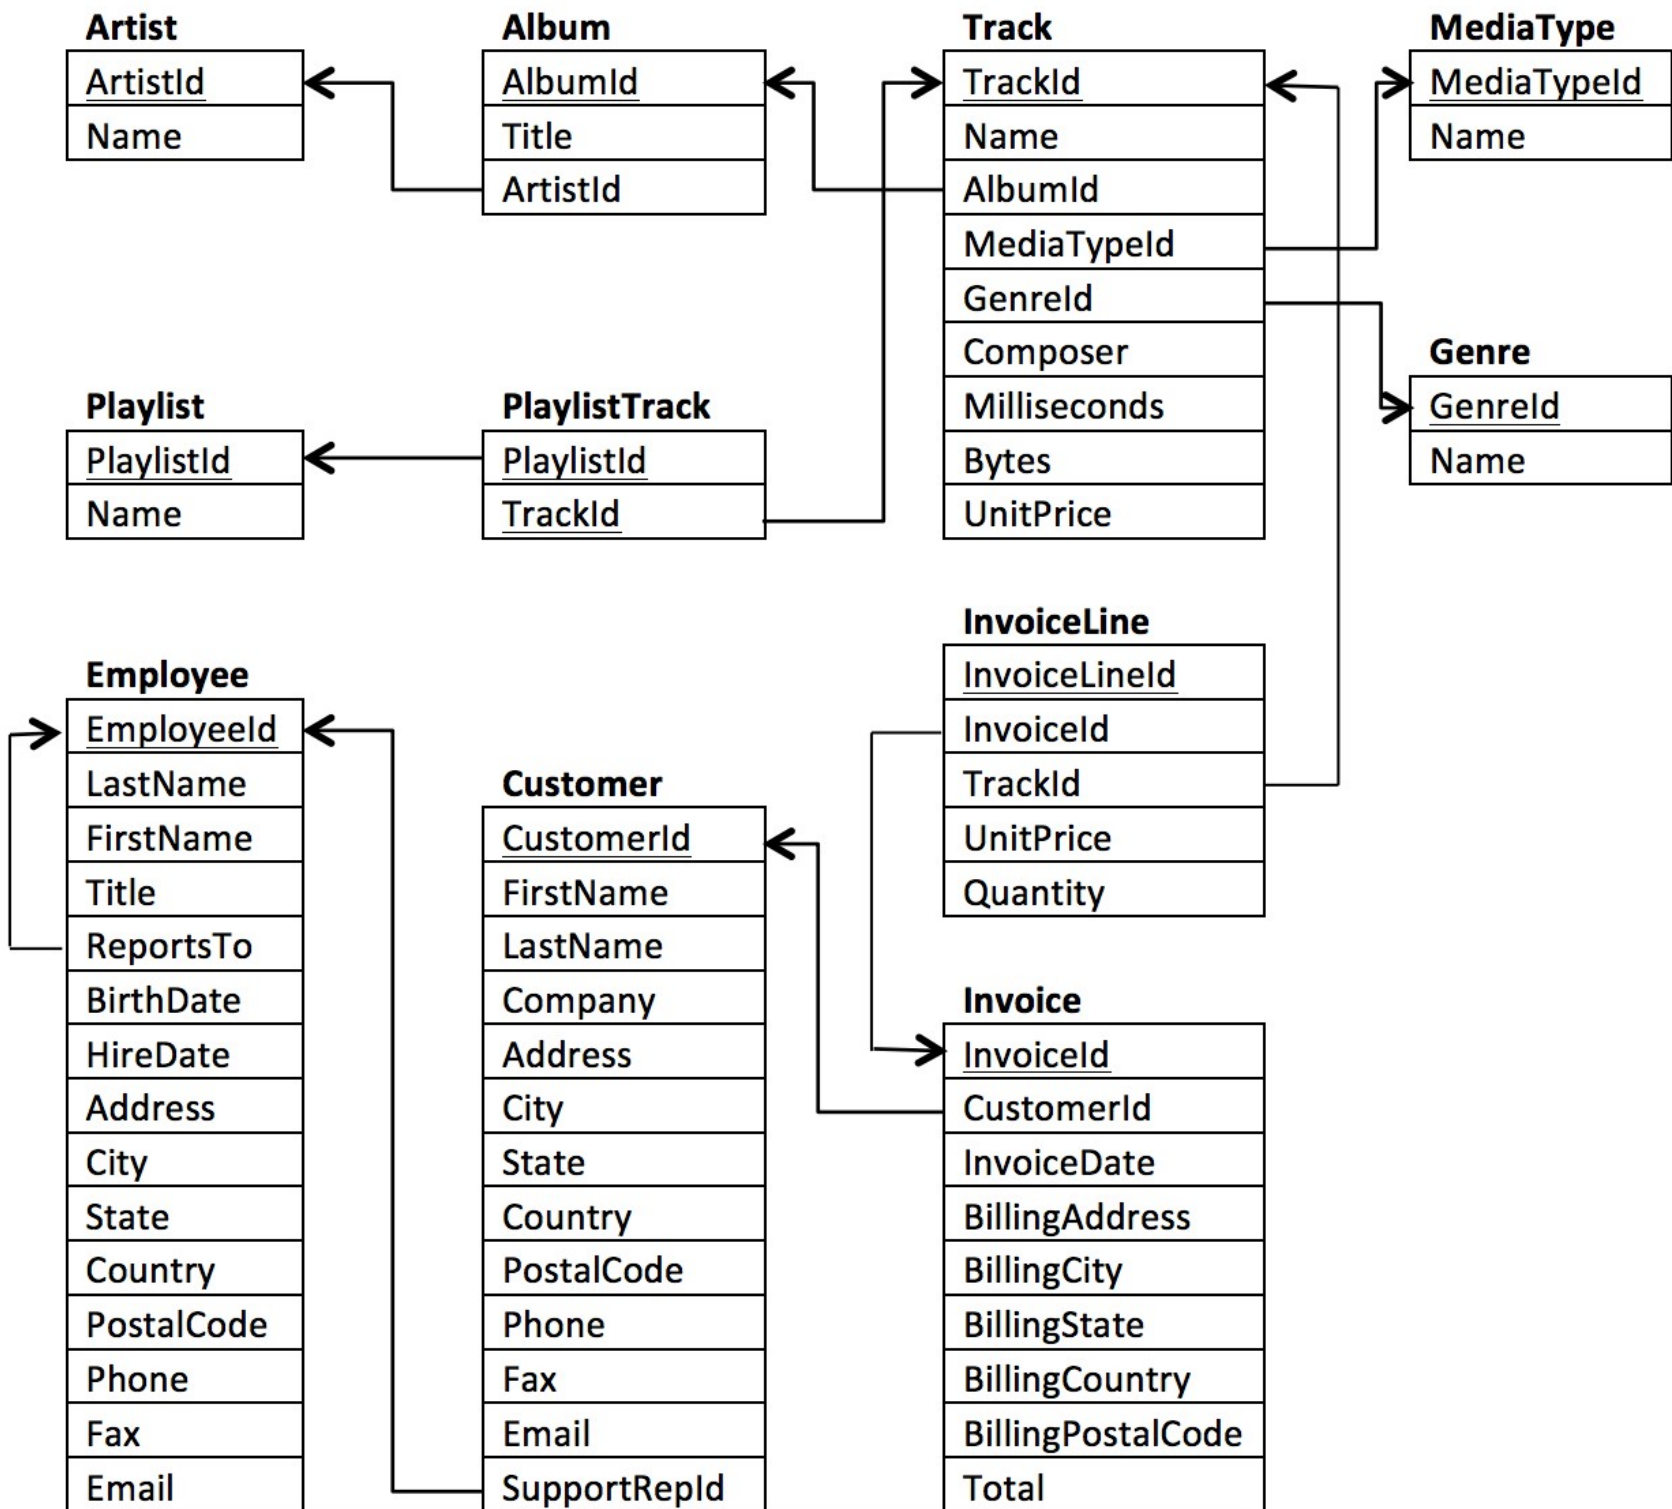 Artist
ArtistId
Name
Album
AlbumId
Title
ArtistId
Track
TrackId
Name
AlbumId
MediaTypeId
GenreId
Composer
Milliseconds
Bytes
UnitPrice
MediaType
MediaTypeId
Name
Genre
GenreId
Name
Playlist
PlaylistId
Name
PlaylistTrack
PlaylistId
TrackId
Employee
EmployeeId
LastName
FirstName
Title
ReportsTo
BirthDate
HireDate
Address
City
State
Country
PostalCode
Phone
Fax
Email
Customer
CustomerId
FirstName
LastName
Company
Address
City
State
Country
PostalCode
Phone
Fax
Email
SupportRepId
InvoiceLine
InvoiceLineId
InvoiceId
TrackId
UnitPrice
Quantity
Invoice
InvoiceId
CustomerId
InvoiceDate
BillingAddress
BillingCity
BillingState
BillingCountry
BillingPostalCode
Total